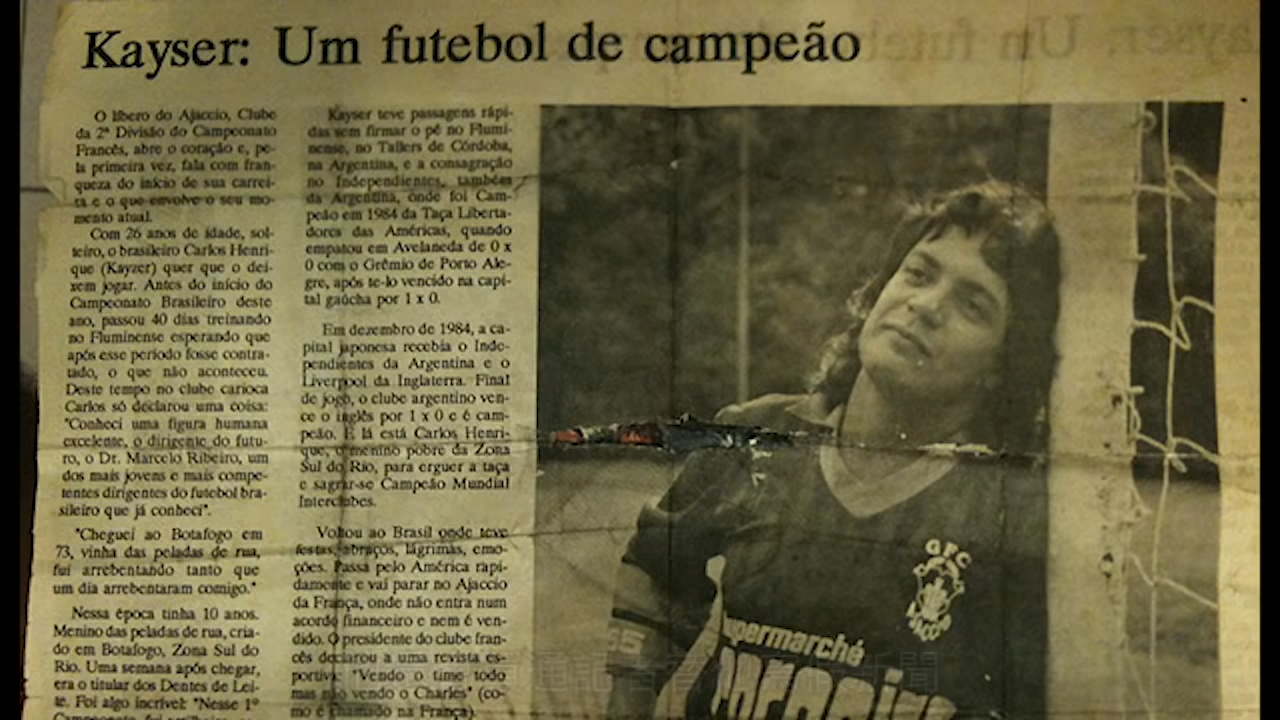 Kayser: Um futebol de campeão
O líbero do Ajaccio, Clube
da 2ª Divisão do Campeonato
Francês, abre o coração e, pe-
la primeira vez, fala com fran-
queza do início de sua carrei-
ra e o que envolve o seu mo-
mento atual.
Com 26 anos de idade, sol-
teiro, o brasileiro Carlos Henri-
que (Kayzer) quer que o dei-
xem jogar. Antes do início do
Campeonato Brasileiro deste
ano, passou 40 dias treinando
no Fluminense esperando que
após esse período fosse contra-
tado, o que não aconteceu.
Deste tempo no clube carioca
Carlos só declarou uma coisa:
"Conheci uma figura humana
excelente, o dirigente do futu-
ro, o Dr. Marcelo Ribeiro, um
dos mais jovens e mais compe-
tentes dirigentes do futebol bra-
sileiro que já conheci".
"Cheguei ao Botafogo em
73, vinha das peladas de rua,
fui arrebentando tanto que
um dia arrebentaram comigo."
Nessa época tinha 10 anos.
Menino das peladas de rua, cria-
do em Botafogo, Zona Sul do
Rio. Uma semana após chegar,
era o titular dos Dentes de Lei-
te. Foi algo incrível: "Nesse 1º
Kayser teve passagens rápi-
das sem firmar o pé no Flumi-
nense, no Tallers de Córdoba,
na Argentina, e a consagração
no Independientes, também
da Argentina, onde foi Cam-
peão em 1984 da Taça Liberta-
dores das Américas, quando
empatou em Avelaneda de 0 x
0 com o Grêmio de Porto Ale-
gre, após te-lo vencido na capi-
tal gaúcha por 1 x 0.
Em dezembro de 1984, a ca-
pital japonesa recebia o Inde-
pendientes da Argentina e o
Liverpool da Inglaterra. Final
de jogo, o clube argentino ven-
ce o inglês por 1 x 0 e é cam-
peão. E lá está Carlos Henri-
que, o menino pobre da Zona
Sul do Rio, para erguer a taça
e sagrar-se Campeão Mundial
Interclubes.
Voltou ao Brasil onde teve
festas, abraços, lágrimas, emo-
ções. Passa pelo América rapi-
damente e vai parar no Ajaccio
da França, onde não entra num
acordo financeiro e nem é ven-
dido. O presidente do clube fran-
cês declarou a uma revista es-
portiva: "Vendo o time todo
mas não vendo o Charles" (co-
mo é chamado na França).
GFC